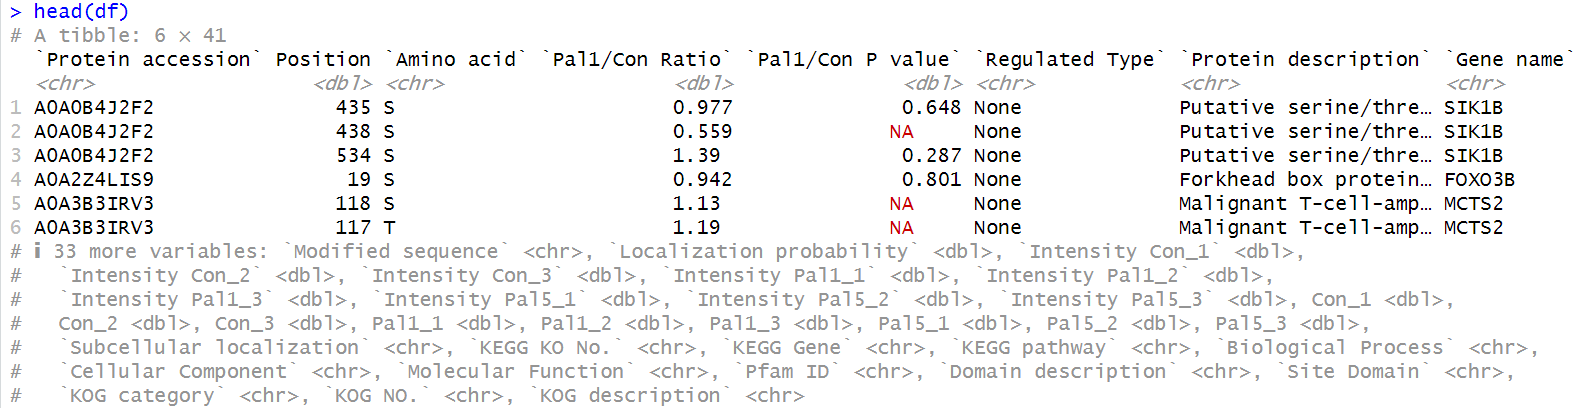 > head(df)
# A tibble: 6 × 41
  `Protein accession` Position `Amino acid` `Pal1/Con Ratio` `Pal1/Con P value` `Regulated Type` `Protein description` `Gene name`
  <chr> <dbl> <chr> <dbl> <dbl> <chr> <chr> <chr>
1 A0A0B4J2F2 435 S 0.977 0.648 None Putative serine/thre… SIK1B
2 A0A0B4J2F2 438 S 0.559 NA None Putative serine/thre… SIK1B
3 A0A0B4J2F2 534 S 1.39 0.287 None Putative serine/thre… SIK1B
4 A0A2Z4LIS9 19 S 0.942 0.801 None Forkhead box protein… FOXO3B
5 A0A3B3IRV3 118 S 1.13 NA None Malignant T-cell-amp… MCTS2
6 A0A3B3IRV3 117 T 1.19 NA None Malignant T-cell-amp… MCTS2
# ℹ 33 more variables: `Modified sequence` <chr>, `Localization probability` <dbl>, `Intensity Con_1` <dbl>,
#   `Intensity Con_2` <dbl>, `Intensity Con_3` <dbl>, `Intensity Pal1_1` <dbl>, `Intensity Pal1_2` <dbl>,
#   `Intensity Pal1_3` <dbl>, `Intensity Pal5_1` <dbl>, `Intensity Pal5_2` <dbl>, `Intensity Pal5_3` <dbl>, Con_1 <dbl>,
#   Con_2 <dbl>, Con_3 <dbl>, Pal1_1 <dbl>, Pal1_2 <dbl>, Pal1_3 <dbl>, Pal5_1 <dbl>, Pal5_2 <dbl>, Pal5_3 <dbl>,
#   `Subcellular localization` <chr>, `KEGG KO No.` <chr>, `KEGG Gene` <chr>, `KEGG pathway` <chr>, `Biological Process` <chr>,
#   `Cellular Component` <chr>, `Molecular Function` <chr>, `Pfam ID` <chr>, `Domain description` <chr>, `Site Domain` <chr>,
#   `KOG category` <chr>, `KOG NO.` <chr>, `KOG description` <chr>